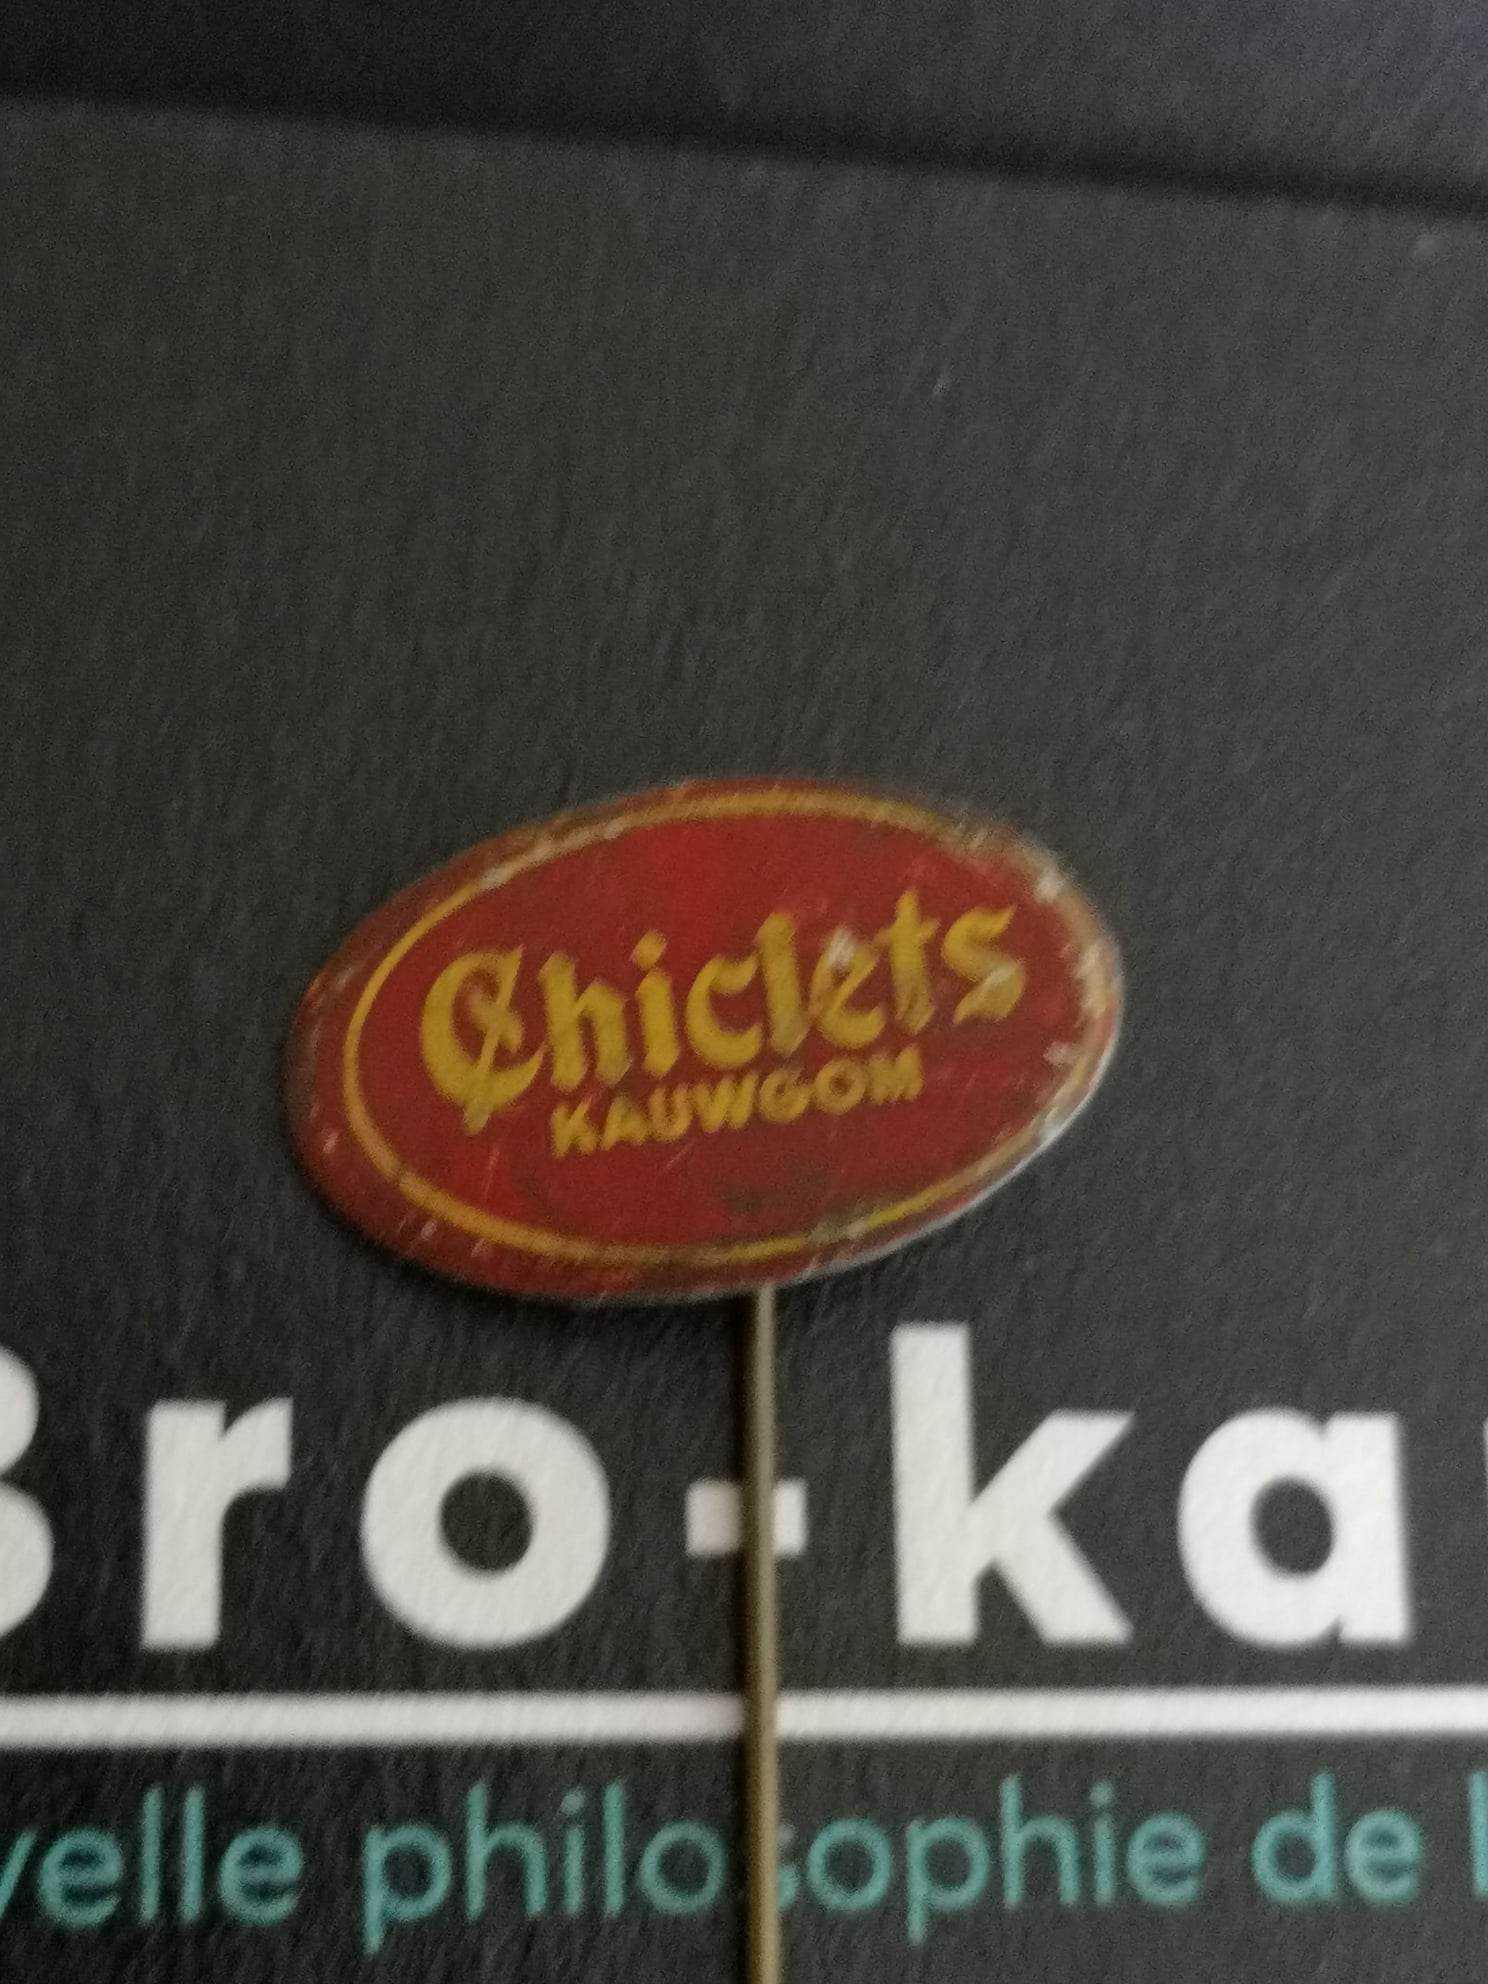 Chiclets
KAUWGOM
Bro-ka
velle philosophie de l